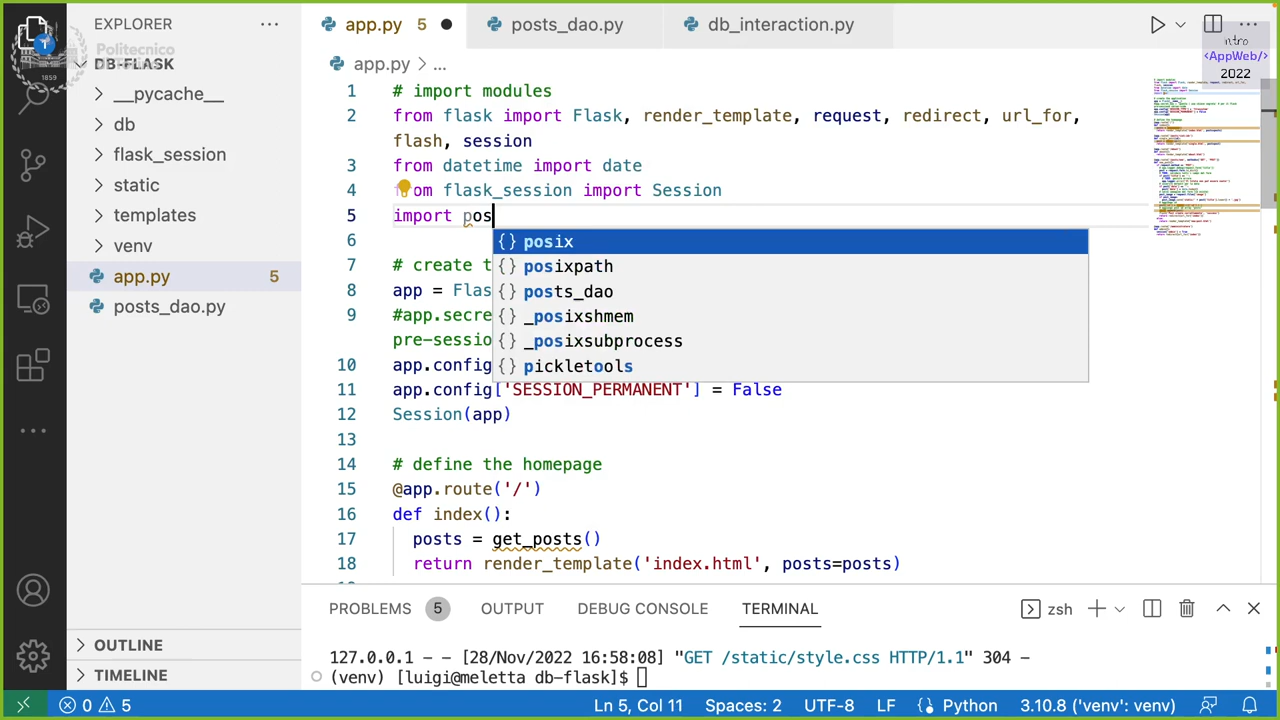 EXPLORER
...
app.py 5
posts_dao.py
db_interaction.py
...
Politecnico
1859
DB-FLASK
ntro
<AppWeb/>
2022
__pycache__
db
flask_session
static
templates
venv
app.py 5
posts_dao.py
OUTLINE
TIMELINE
app.py > ...
1 # import modules
2 from flask import Flask, render_template, request, redirect, url_for,
flash, session
3 from datetime import date
4 from flask_session import Session
5 import pos
6
7 # create t
8 app = Flas
9 #app.secre
pre-sessio
10 app.config
11 app.config['SESSION_PERMANENT'] = False
12 Session(app)
13
14 # define the homepage
15 @app.route('/')
16 def index():
17 posts = get_posts()
18 return render_template('index.html', posts=posts)
{} posix
{} posixpath
{} posts_dao
{} _posixshmem
{} _posixsubprocess
{} pickletools
PROBLEMS 5 OUTPUT DEBUG CONSOLE TERMINAL
zsh
127.0.0.1 - - [28/Nov/2022 16:58:08] "GET /static/style.css HTTP/1.1" 304 -
(venv) [luigi@meletta db-flask]$
0 5
Ln 5, Col 11 Spaces: 2 UTF-8 LF {} Python 3.10.8 ('venv': venv)